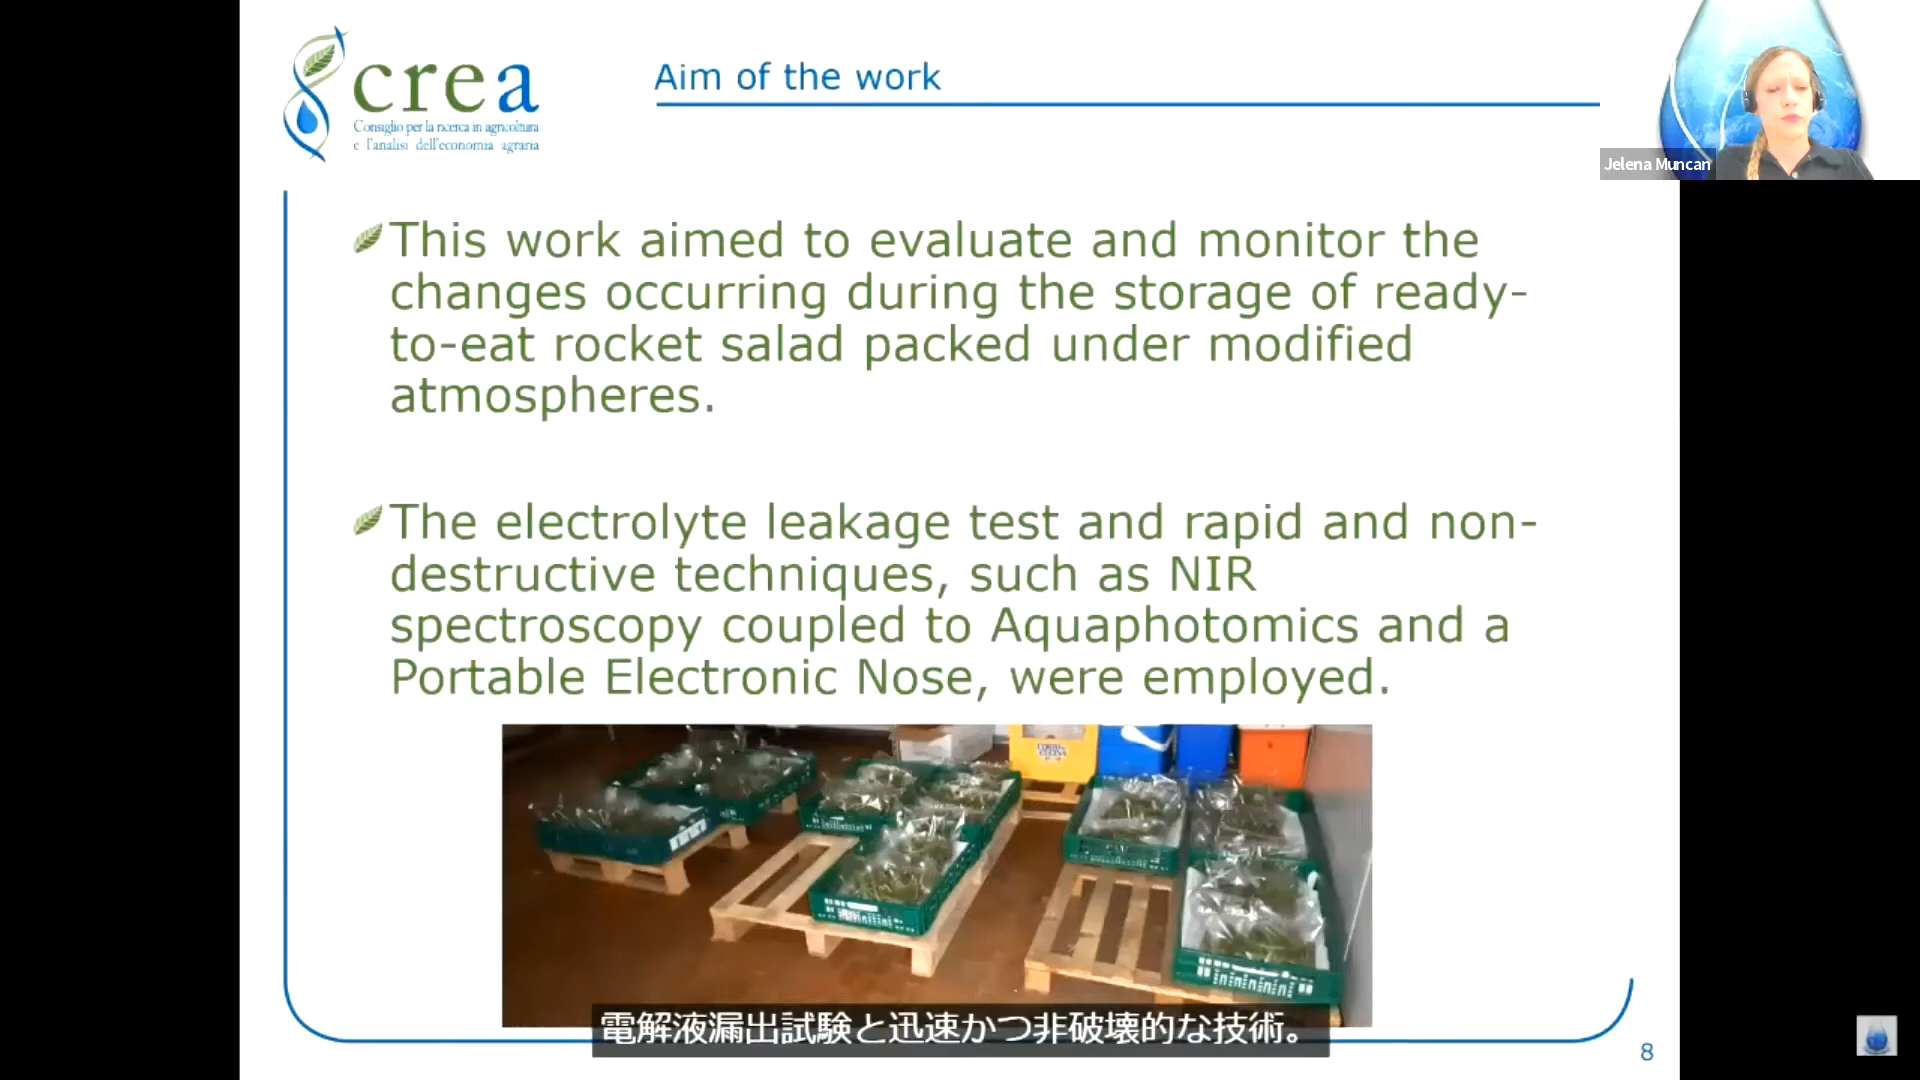 crea
Consiglio per la ricerca in agricoltura
e l'analisi dell'economia agraria
Aim of the work
Jelena Muncan
This work aimed to evaluate and monitor the
changes occurring during the storage of ready-
to-eat rocket salad packed under modified
atmospheres.
The electrolyte leakage test and rapid and non-
destructive techniques, such as NIR
spectroscopy coupled to Aquaphotomics and a
Portable Electronic Nose, were employed.
電解液漏出試験と迅速かつ非破壊的な技術。
8